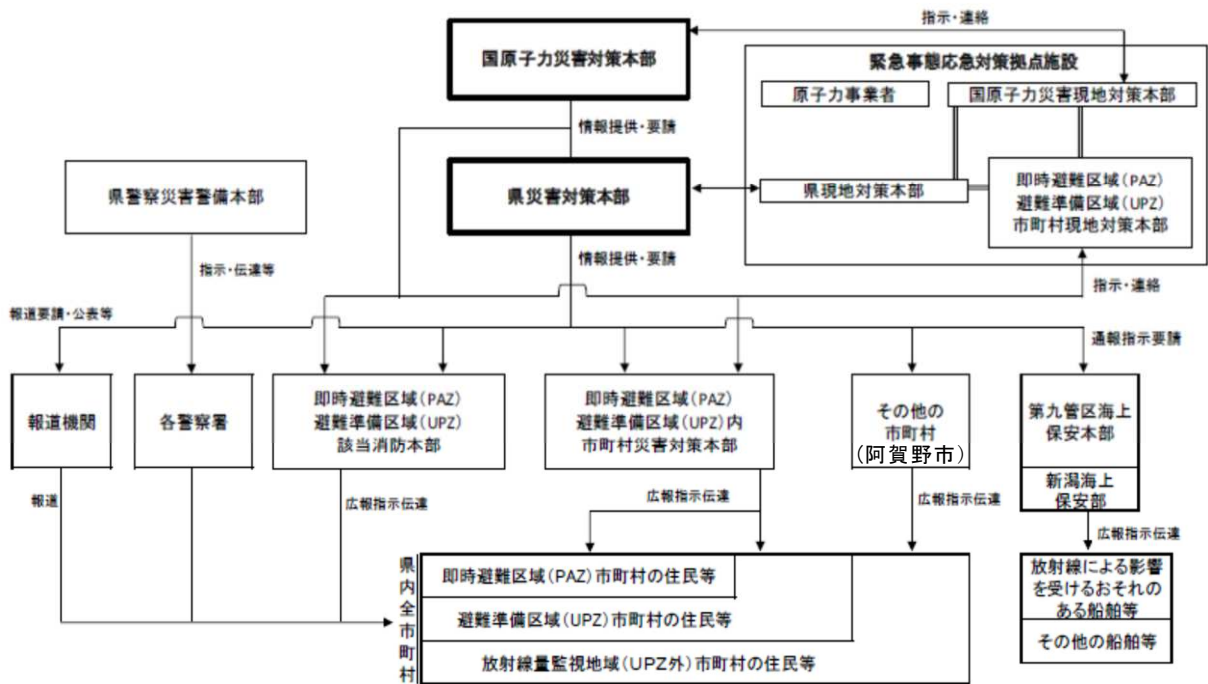 指示・連絡
国原子力災害対策本部
緊急事態応急対策拠点施設
原子力事業者
国原子力災害現地対策本部
情報提供・要請
県警察災害警備本部
県災害対策本部
県現地対策本部
即時避難区域(PAZ)
避難準備区域(UPZ)
市町村現地対策本部
情報提供・要請
指示・伝達等
指示・連絡
報道要請・公表等
通報指示要請
報道機関
各警察署
即時避難区域(PAZ)
避難準備区域(UPZ)
該当消防本部
即時避難区域(PAZ)
避難準備区域(UPZ)内
市町村災害対策本部
その他の
市町村
(阿賀野市)
第九管区海上
保安本部
新潟海上
保安部
報道
広報指示伝達
広報指示伝達
広報指示伝達
広報指示伝達
県内全市町村
即時避難区域(PAZ)市町村の住民等
避難準備区域(UPZ)市町村の住民等
放射線量監視地域(UPZ外)市町村の住民等
放射線による影響
を受けるおそれの
ある船舶等
その他の船舶等